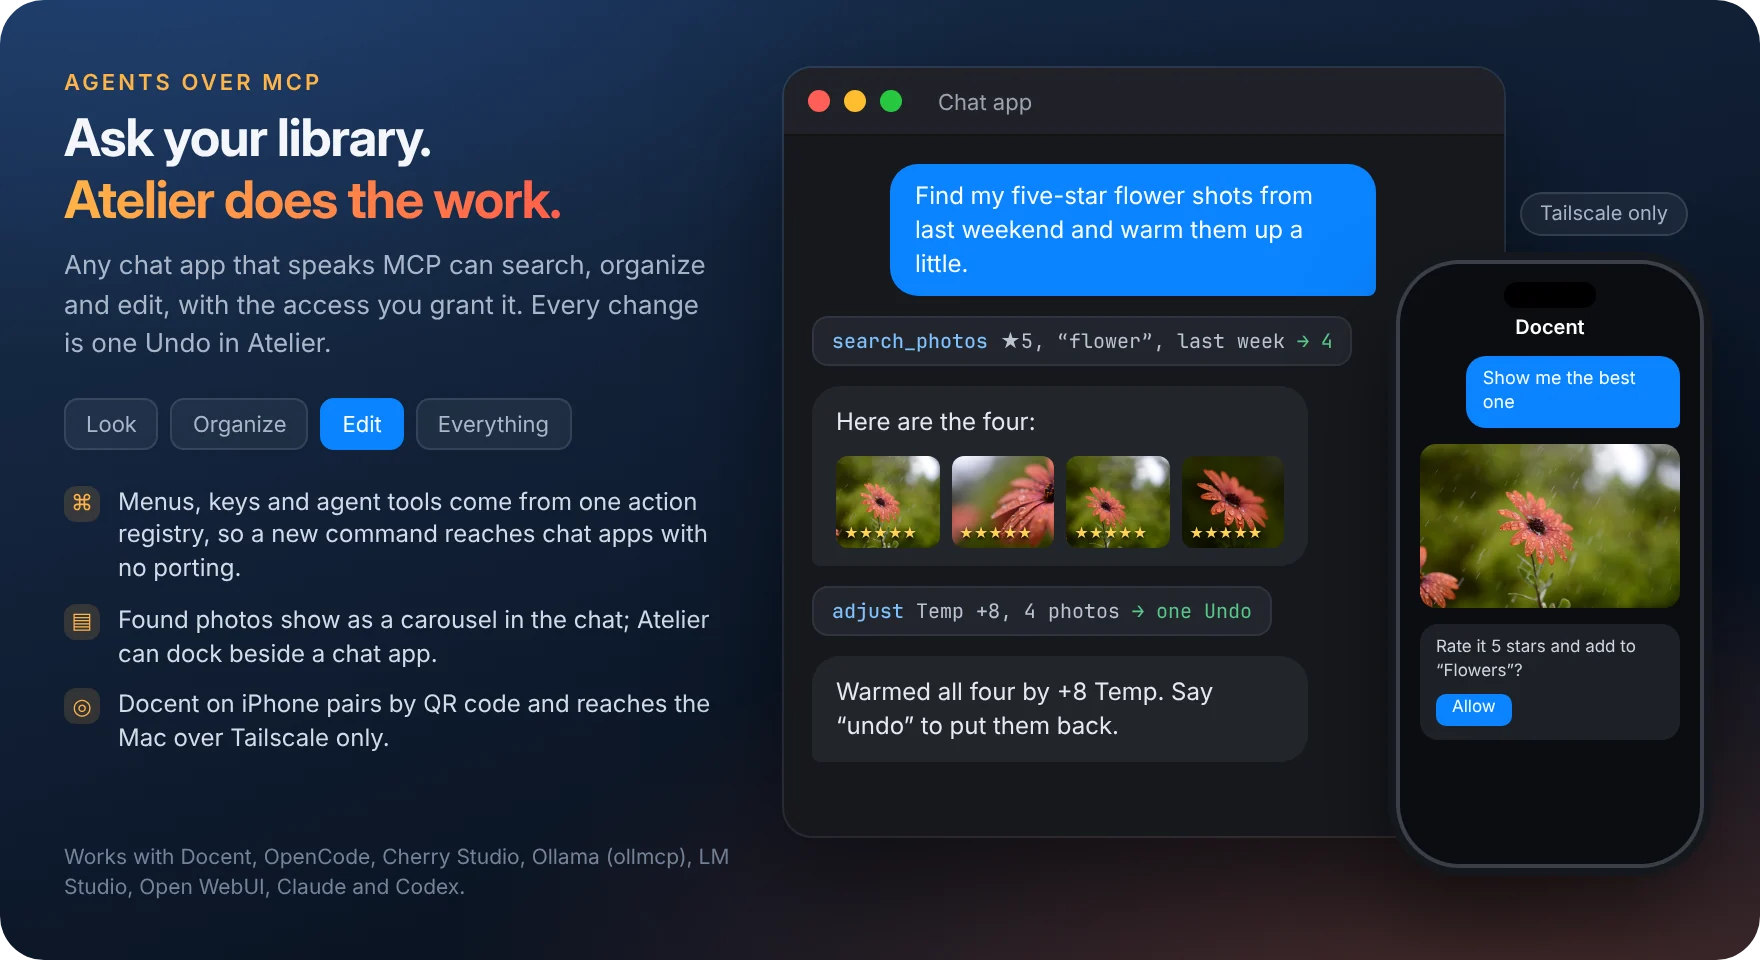 AGENTS OVER MCP
Ask your library.
Atelier does the work.
Any chat app that speaks MCP can search, organize
and edit, with the access you grant it. Every change
is one Undo in Atelier.
Look
Organize
Edit
Everything
⌘
Menus, keys and agent tools come from one action
registry, so a new command reaches chat apps with
no porting.
▤
Found photos show as a carousel in the chat; Atelier
can dock beside a chat app.
◎
Docent on iPhone pairs by QR code and reaches the
Mac over Tailscale only.
Works with Docent, OpenCode, Cherry Studio, Ollama (ollmcp), LM
Studio, Open WebUI, Claude and Codex.
Chat app
Find my five-star flower shots from
last weekend and warm them up a
little.
search_photos ★5, “flower”, last week → 4
Here are the four:
★★★★★
★★★★★
★★★★★
★★★★★
adjust Temp +8, 4 photos → one Undo
Warmed all four by +8 Temp. Say
“undo” to put them back.
Tailscale only
Docent
Show me the best
one
Rate it 5 stars and add to
“Flowers”?
Allow